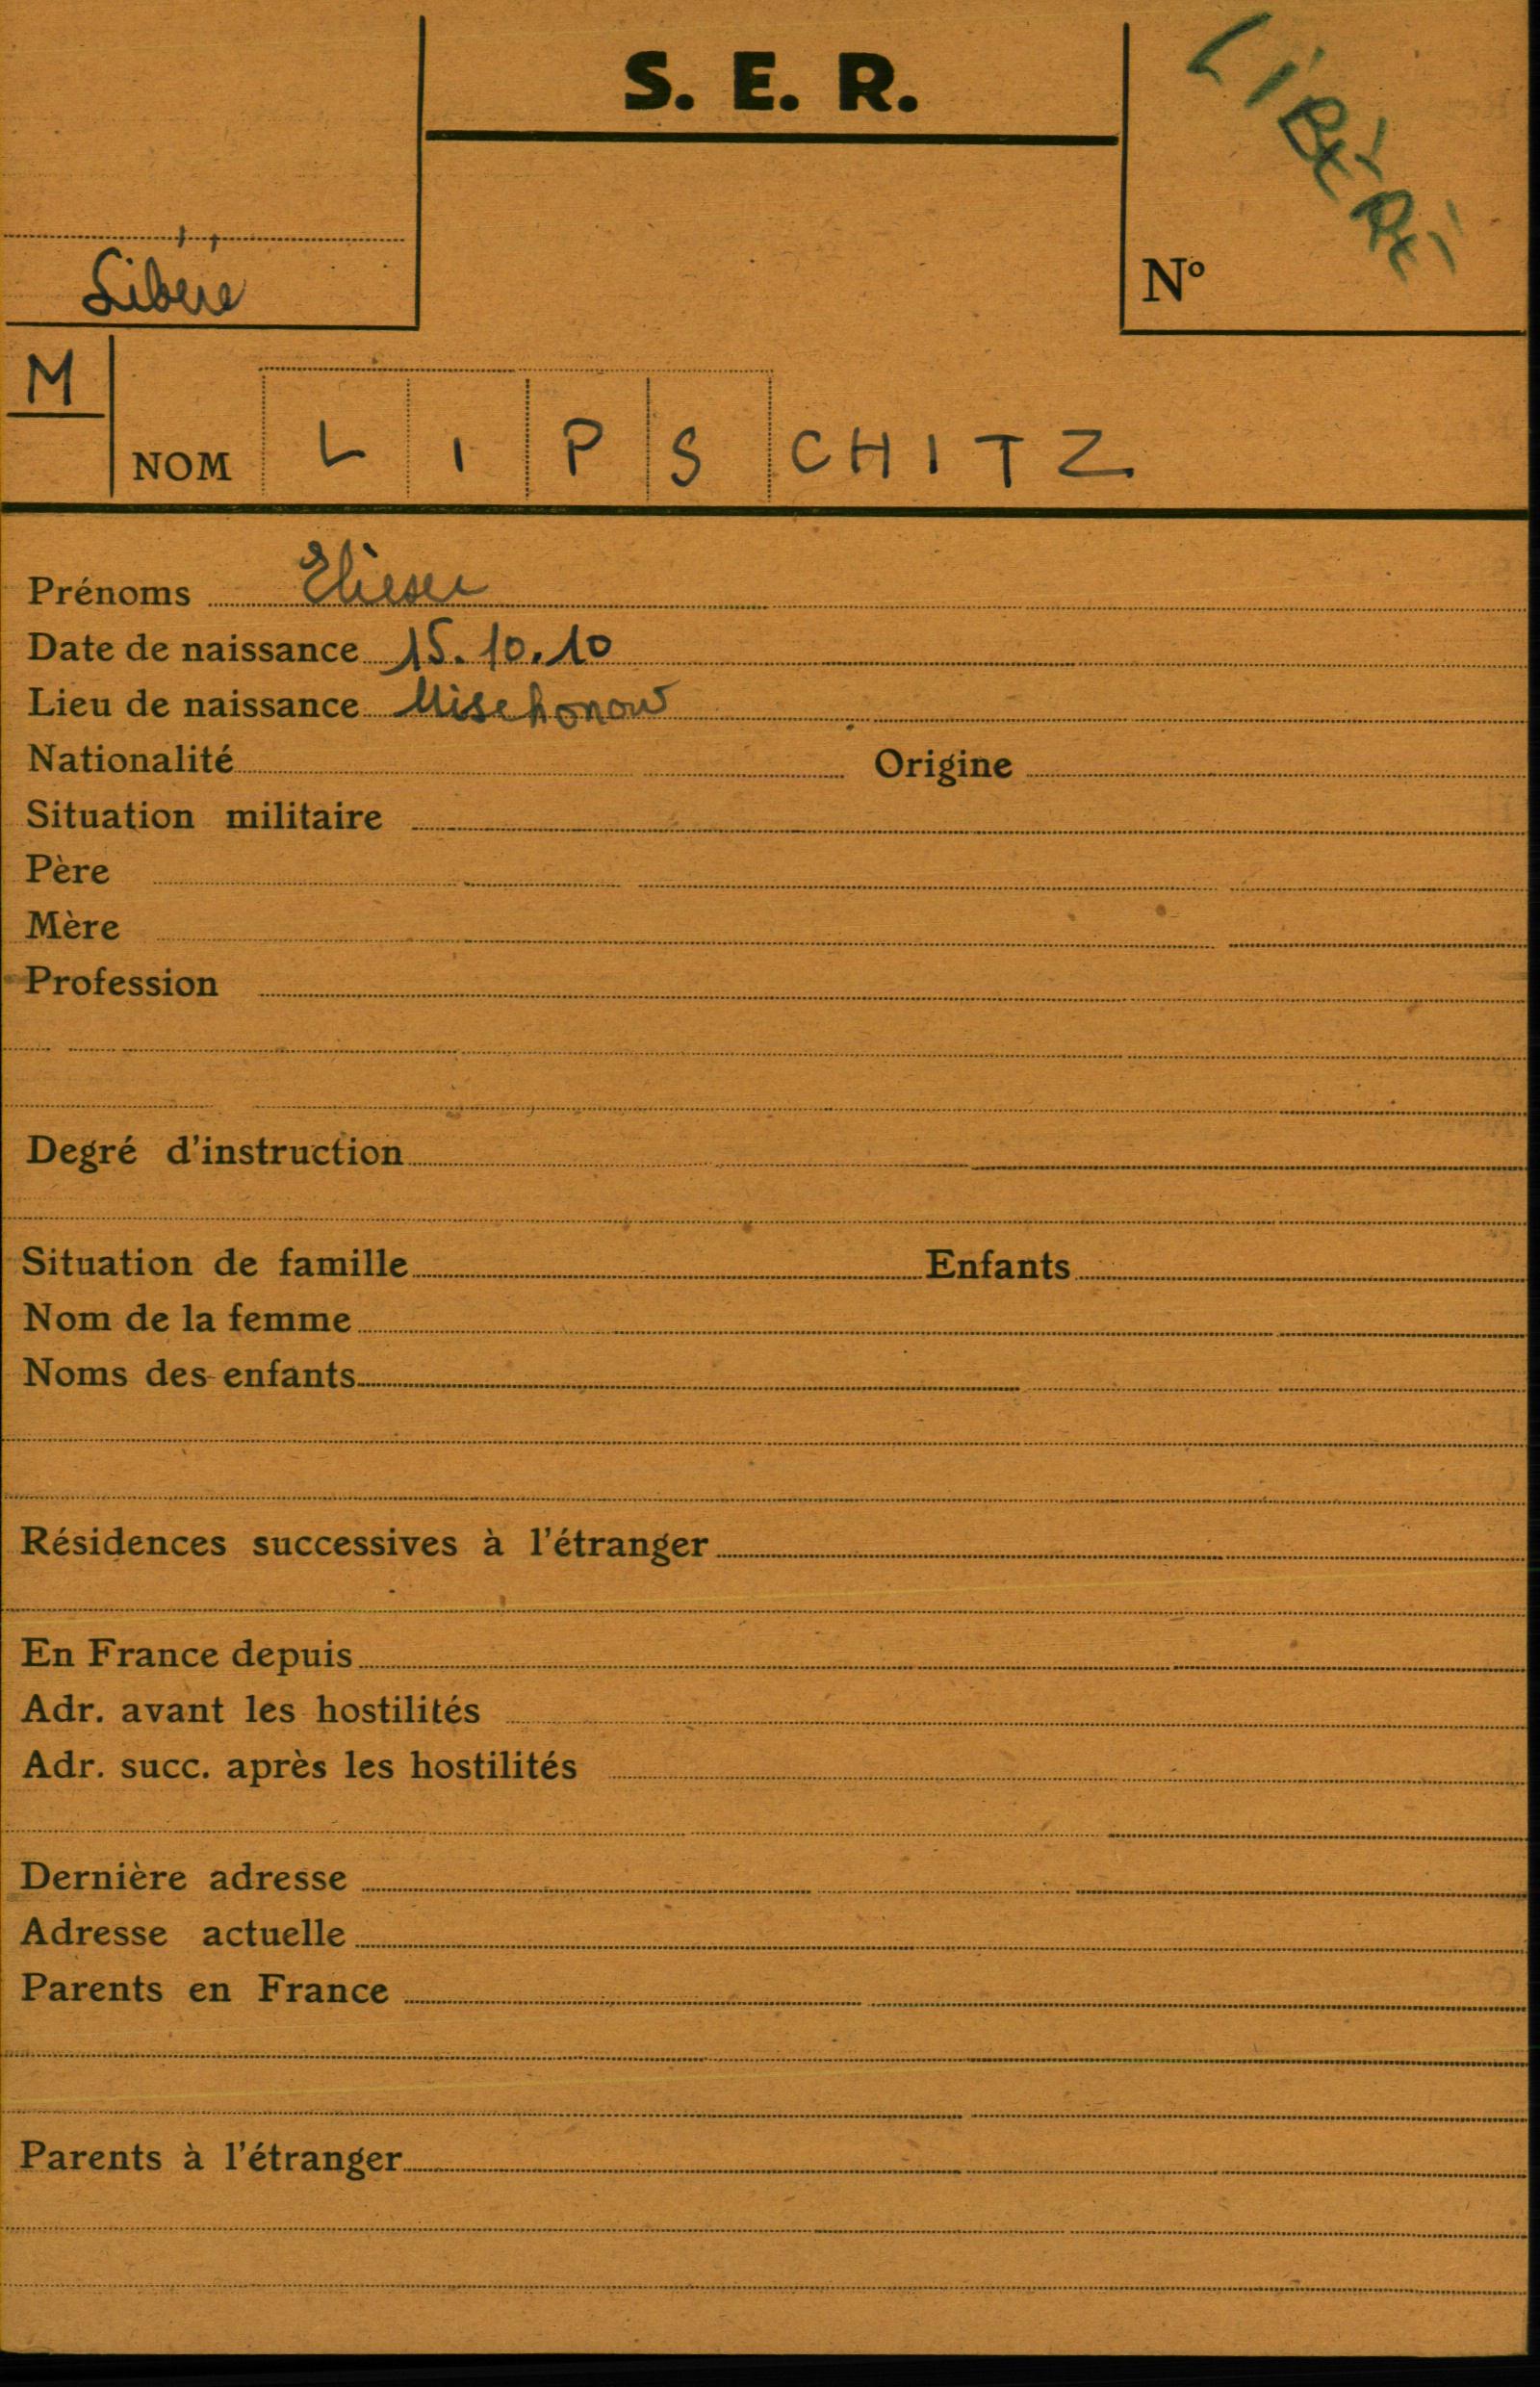 S. E. R.
LIBÉRÉ
Libéré
N°
M
NOM LIPSCHITZ
Prénoms Elieser
Date de naissance 15.10.10
Lieu de naissance Mischonow
Nationalité Origine
Situation militaire
Père
Mère
Profession
Degré d'instruction
Situation de famille Enfants
Nom de la femme
Noms des enfants
Résidences successives à l'étranger
En France depuis
Adr. avant les hostilités
Adr. succ. après les hostilités
Dernière adresse
Adresse actuelle
Parents en France
Parents à l'étranger